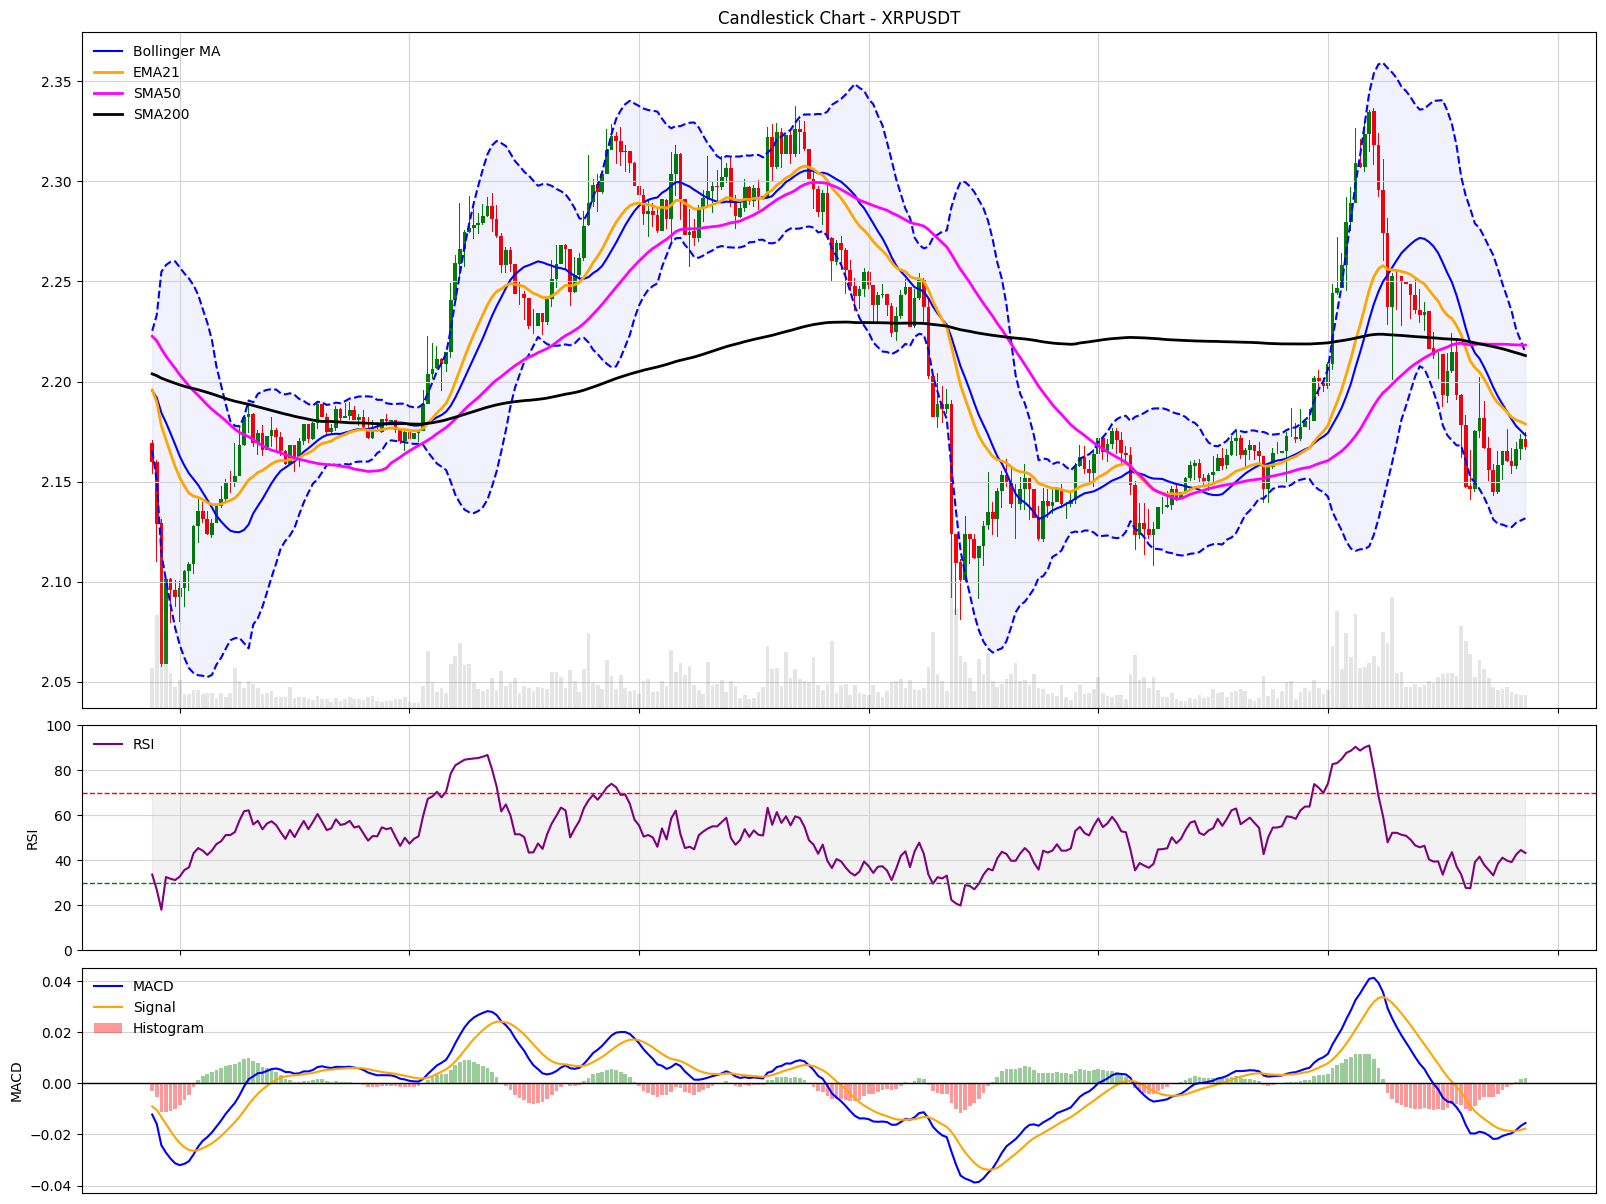 Candlestick Chart - XRPUSDT
Bollinger MA
EMA21
SMA50
SMA200
2.35
2.30
2.25
2.20
2.15
2.10
2.05
RSI
100
80
60
40
20
0
RSI
MACD
Signal
Histogram
0.04
0.02
0.00
−0.02
−0.04
MACD